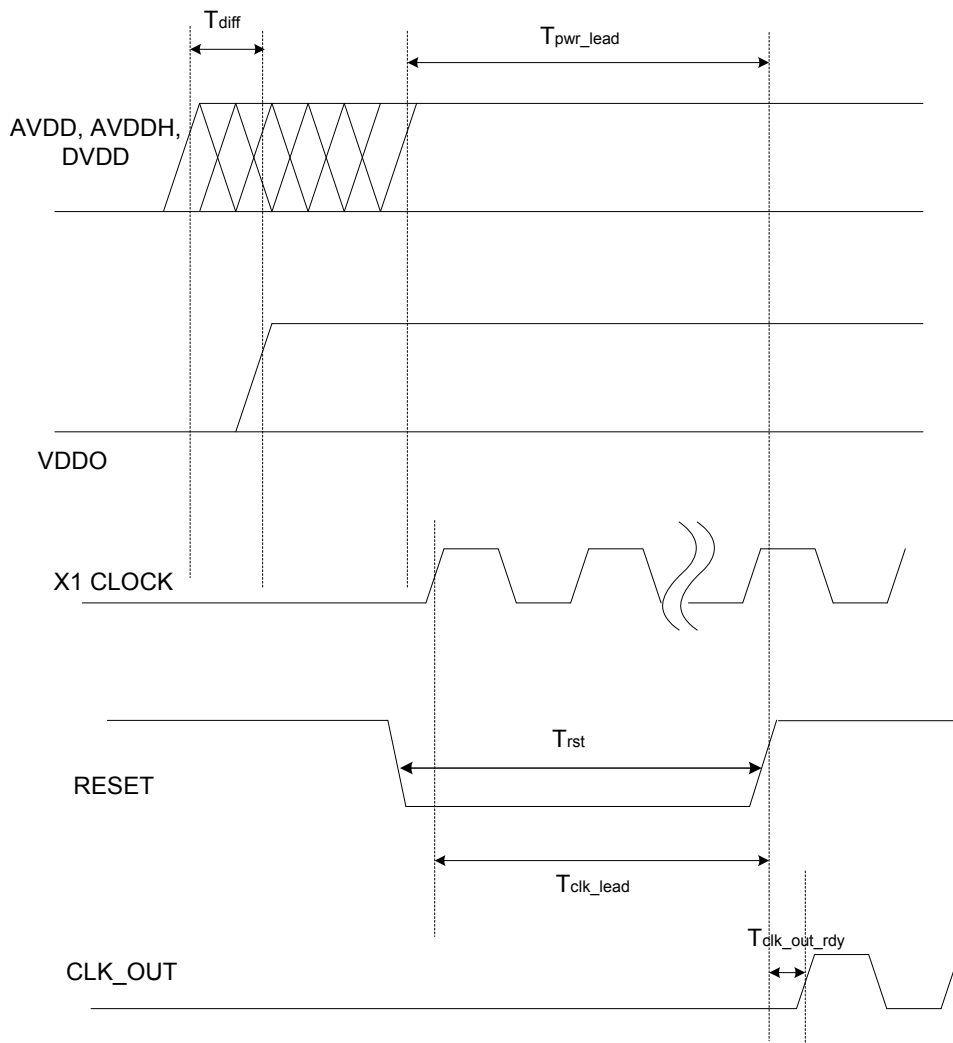 Tdiff
Tpwr_lead
AVDD, AVDDH,
DVDD
VDDO
X1 CLOCK
Trst
RESET
Tclk_lead
Tclk_out_rdy
CLK_OUT